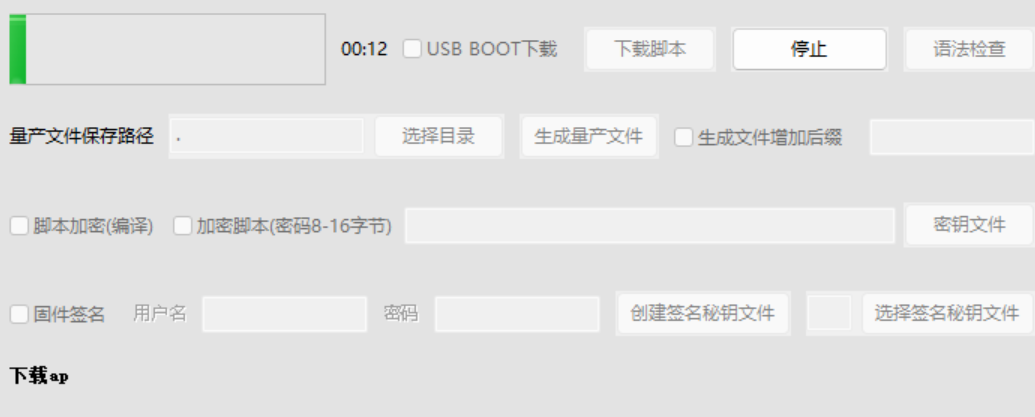 00:12 USB BOOT下载 下载脚本 停止 语法检查
量产文件保存路径 . 选择目录 生成量产文件 生成文件增加后缀
脚本加密(编译) 加密脚本(密码8-16字节) 密钥文件
固件签名 用户名 密码 创建签名秘钥文件 选择签名秘钥文件
下载ap